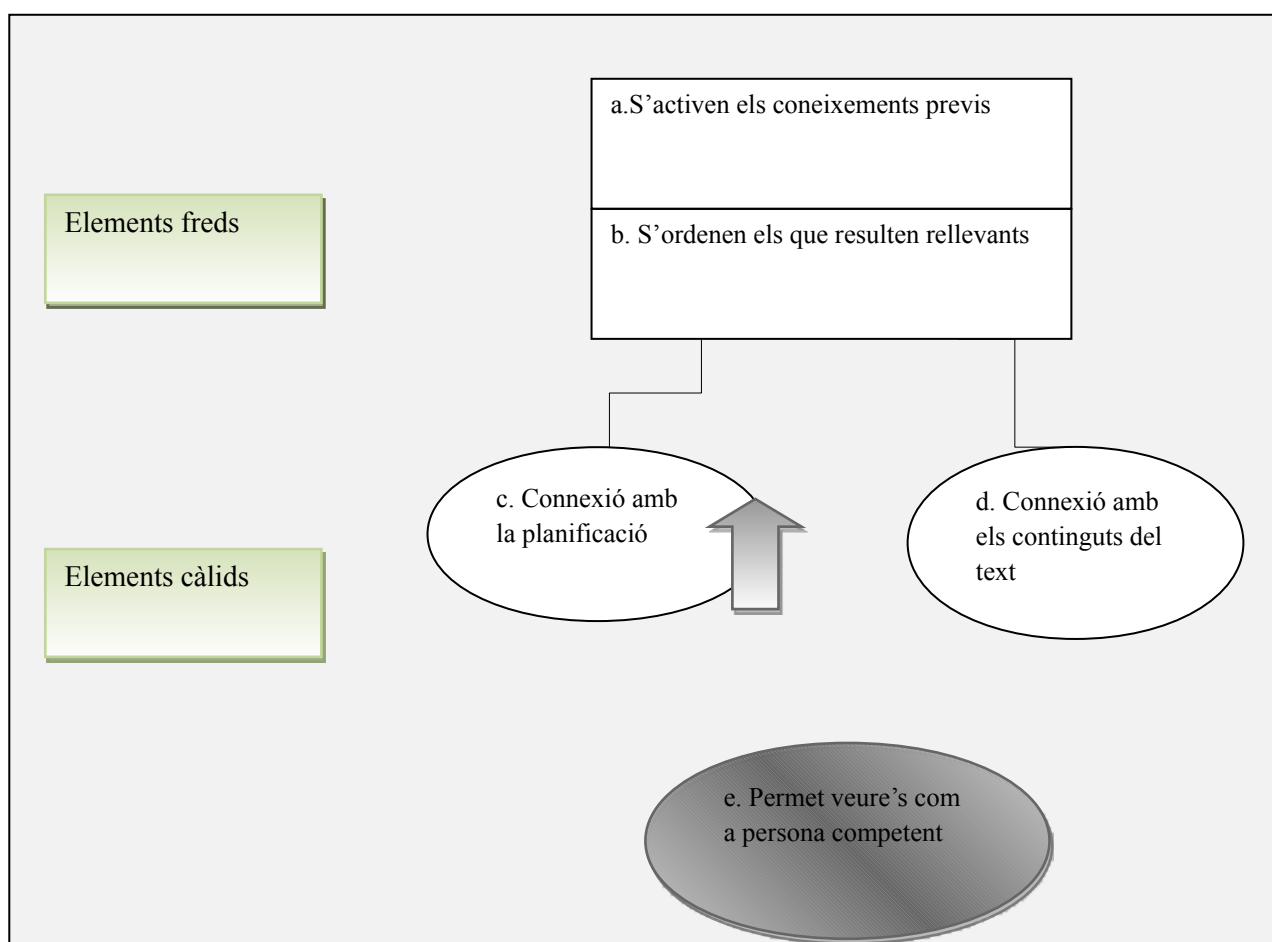 a.S’activen els coneixements previs
Elements freds
b. S’ordenen els que resulten rellevants
c. Connexió amb
la planificació
d. Connexió amb
els continguts del
text
Elements càlids
e. Permet veure’s com
a persona competent